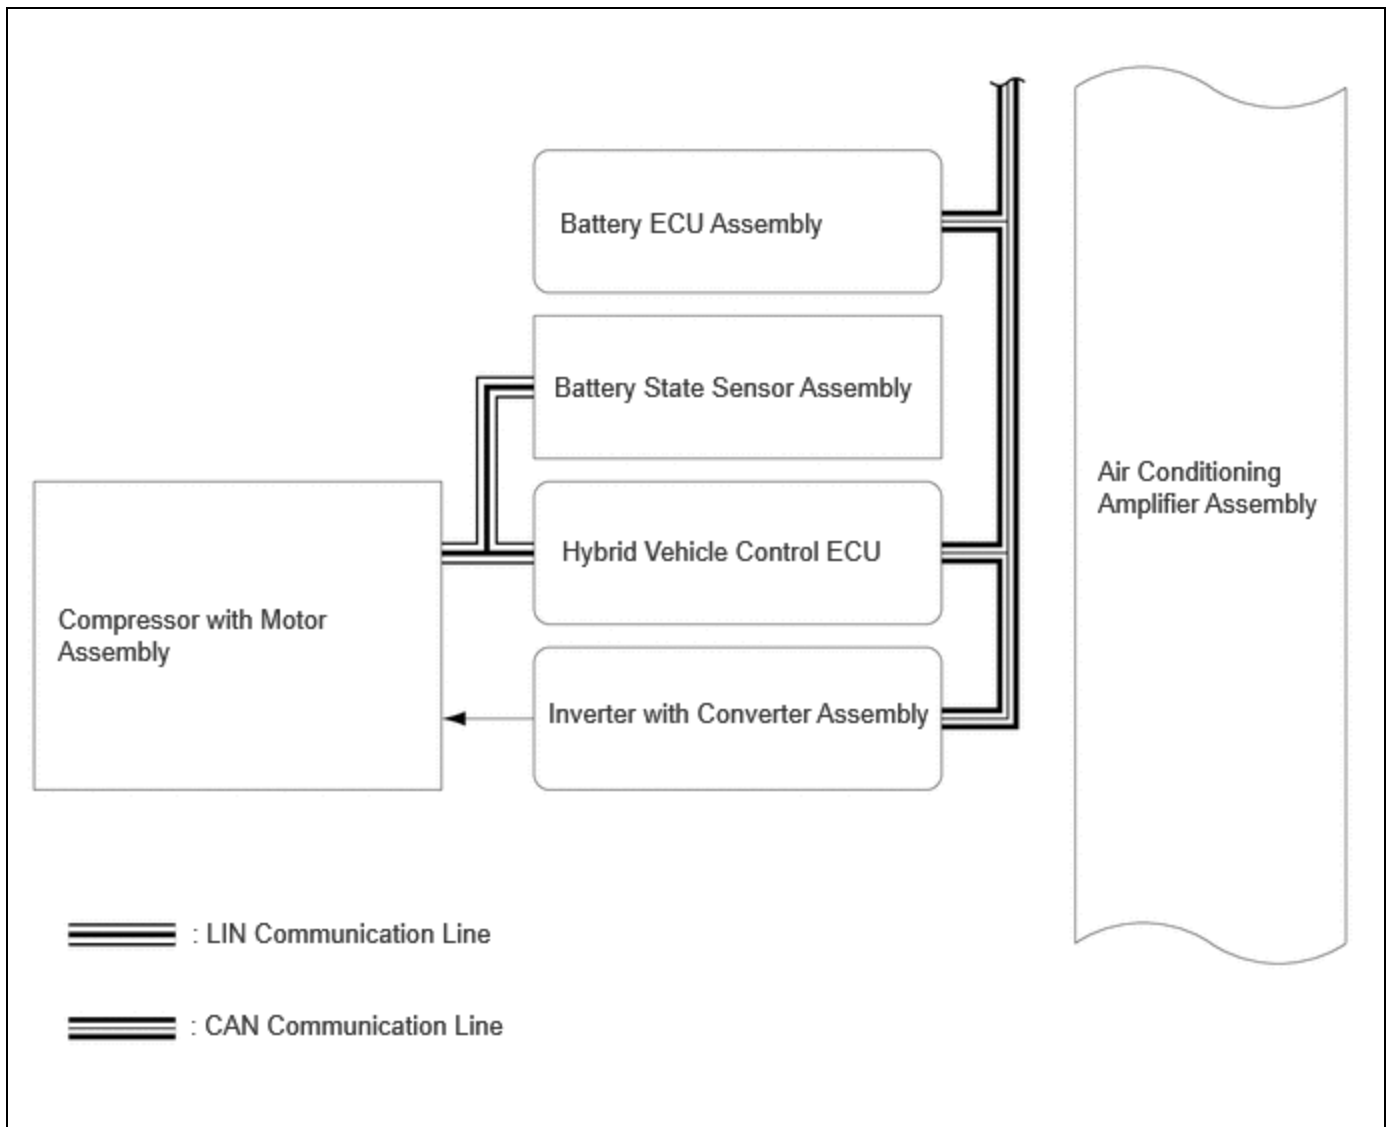 Battery ECU Assembly
Battery State Sensor Assembly
Air Conditioning
Amplifier Assembly
Hybrid Vehicle Control ECU
Compressor with Motor
Assembly
Inverter with Converter Assembly
: LIN Communication Line
: CAN Communication Line